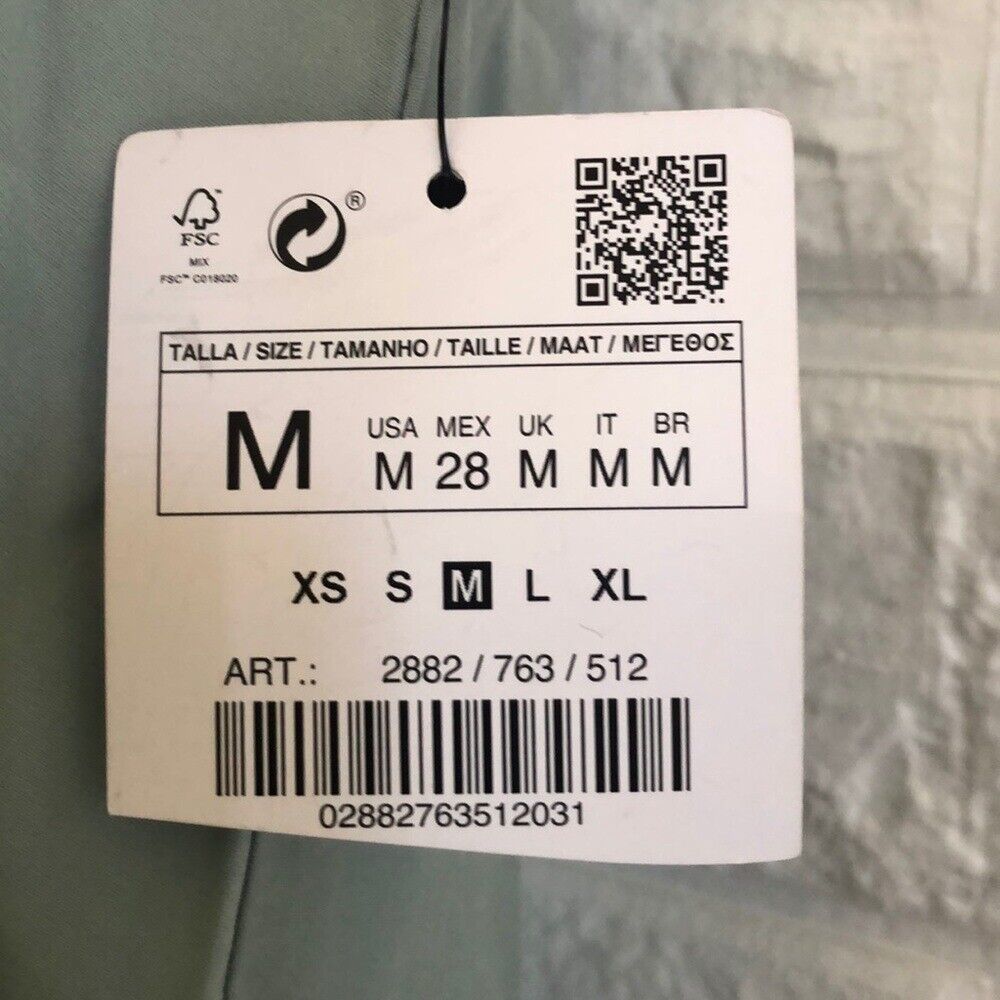 FSC
MIX
FSC™ C018020
®
TALLA / SIZE / TAMANHO / TAILLE / MAAT / ΜΕΓΕΘΟΣ
M
USA MEX UK IT BR
M 28 M M M
XS S M L XL
ART.: 2882 / 763 / 512
02882763512031